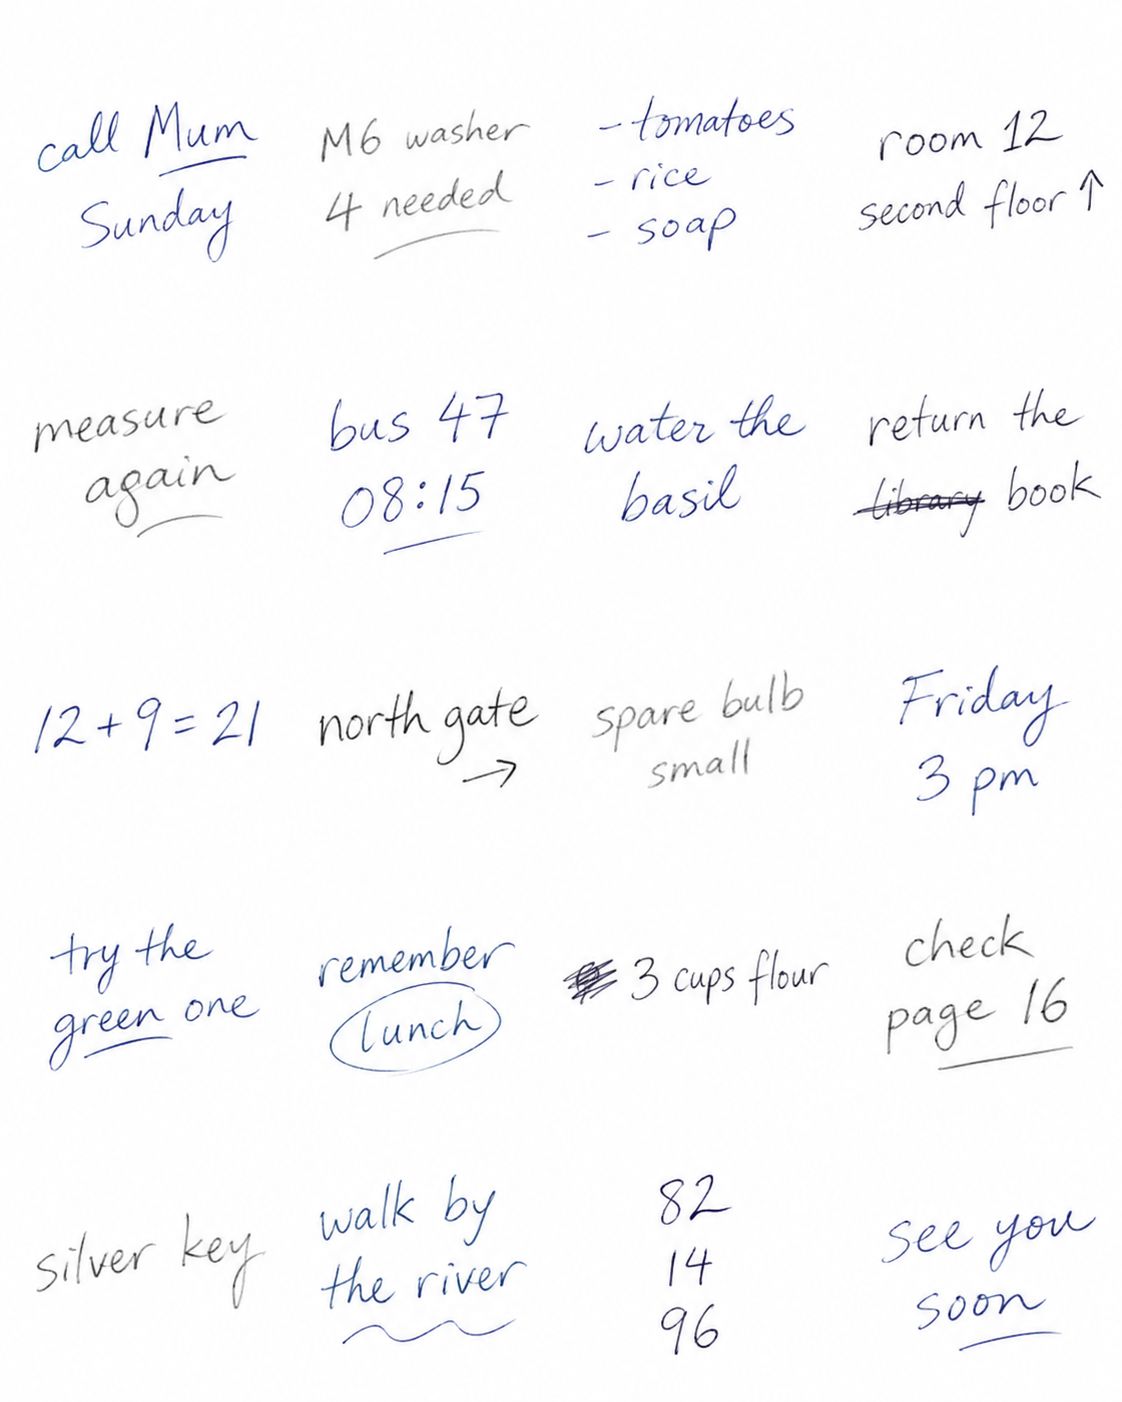 call Mum
Sunday
M6 washer
4 needed
- tomatoes
- rice
- soap
room 12
second floor ↑
measure
again
bus 47
08:15
water the
basil
return the
library book
12 + 9 = 21
north gate
→
spare bulb
small
Friday
3 pm
try the
green one
remember
lunch
3 cups flour
check
page 16
silver key
walk by
the river
82
14
96
see you
soon